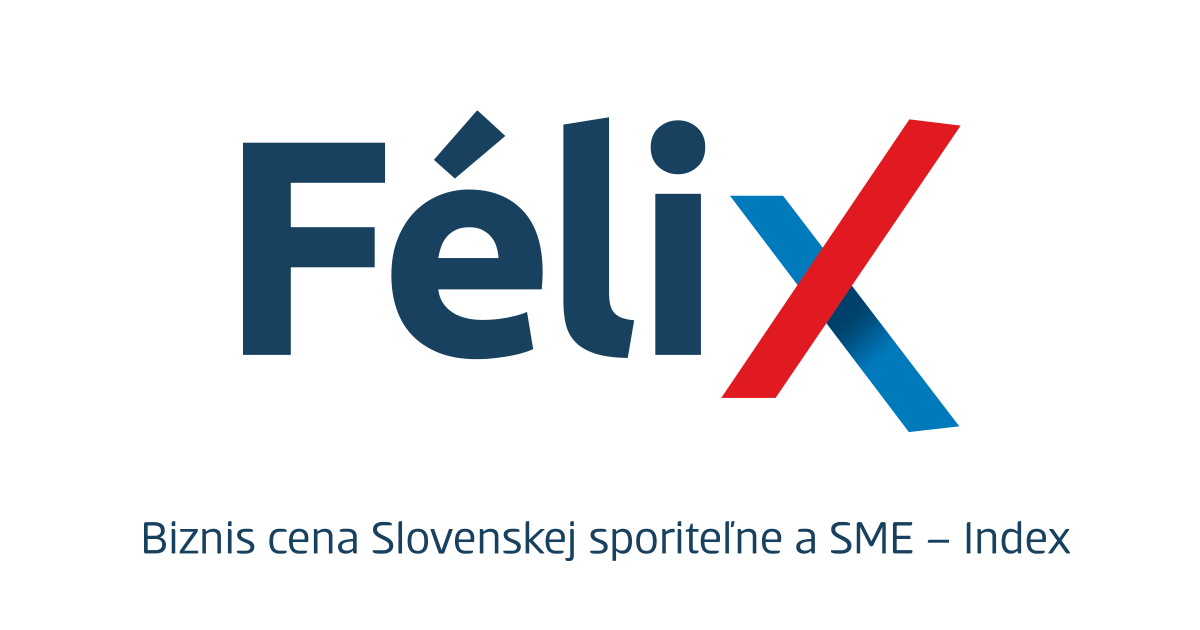 Félix
Biznis cena Slovenskej sporiteľne a SME – Index